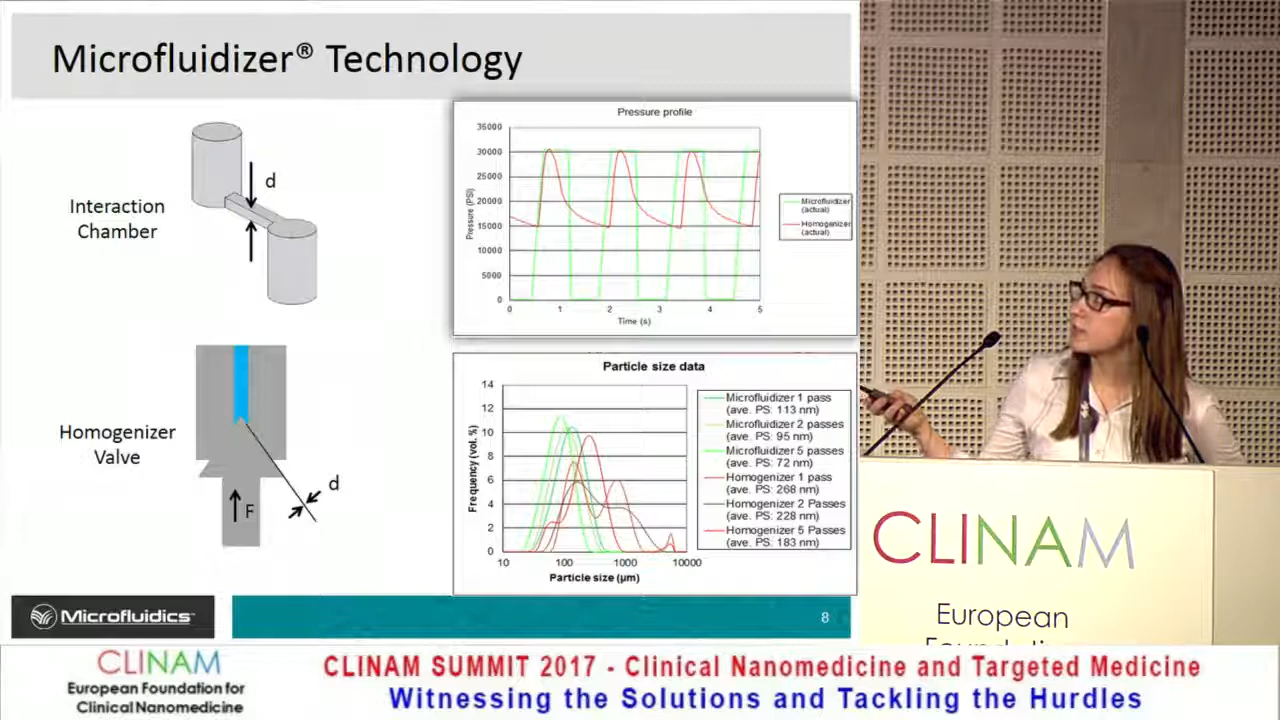 Microfluidizer® Technology
Interaction
Chamber
d
Homogenizer
Valve
F
d
Pressure profile
35000
30000
25000
20000
15000
10000
5000
0
Pressure (PSI)
0 1 2 3 4 5
Time (s)
Microfluidizer
(actual)
Homogenizer
(actual)
Particle size data
14
12
10
8
6
4
2
0
Frequency (vol. %)
10 100 1000 10000
Particle size (µm)
Microfluidizer 1 pass
(ave. PS: 113 nm)
Microfluidizer 2 passes
(ave. PS: 95 nm)
Microfluidizer 5 passes
(ave. PS: 72 nm)
Homogenizer 1 pass
(ave. PS: 268 nm)
Homogenizer 2 Passes
(ave. PS: 228 nm)
Homogenizer 5 Passes
(ave. PS: 183 nm)
Microfluidics
8
CLINAM
European
CLINAM
European Foundation for
Clinical Nanomedicine
CLINAM SUMMIT 2017 - Clinical Nanomedicine and Targeted Medicine
Witnessing the Solutions and Tackling the Hurdles